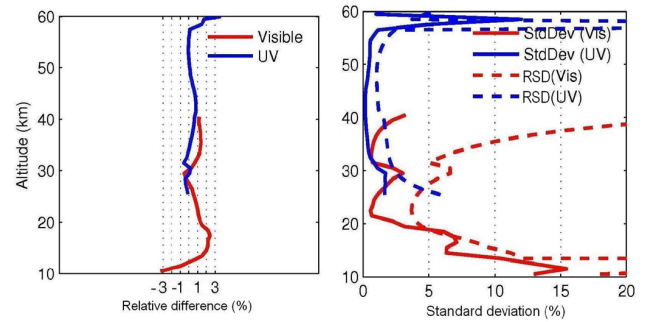 60
50
40
30
20
10
Altitude (km)
Visible
UV
-3 -1 1 3
Relative difference (%)
60
50
40
30
20
10
StdDev (Vis)
StdDev (UV)
RSD(Vis)
RSD(UV)
0 5 10 15 20
Standard deviation (%)